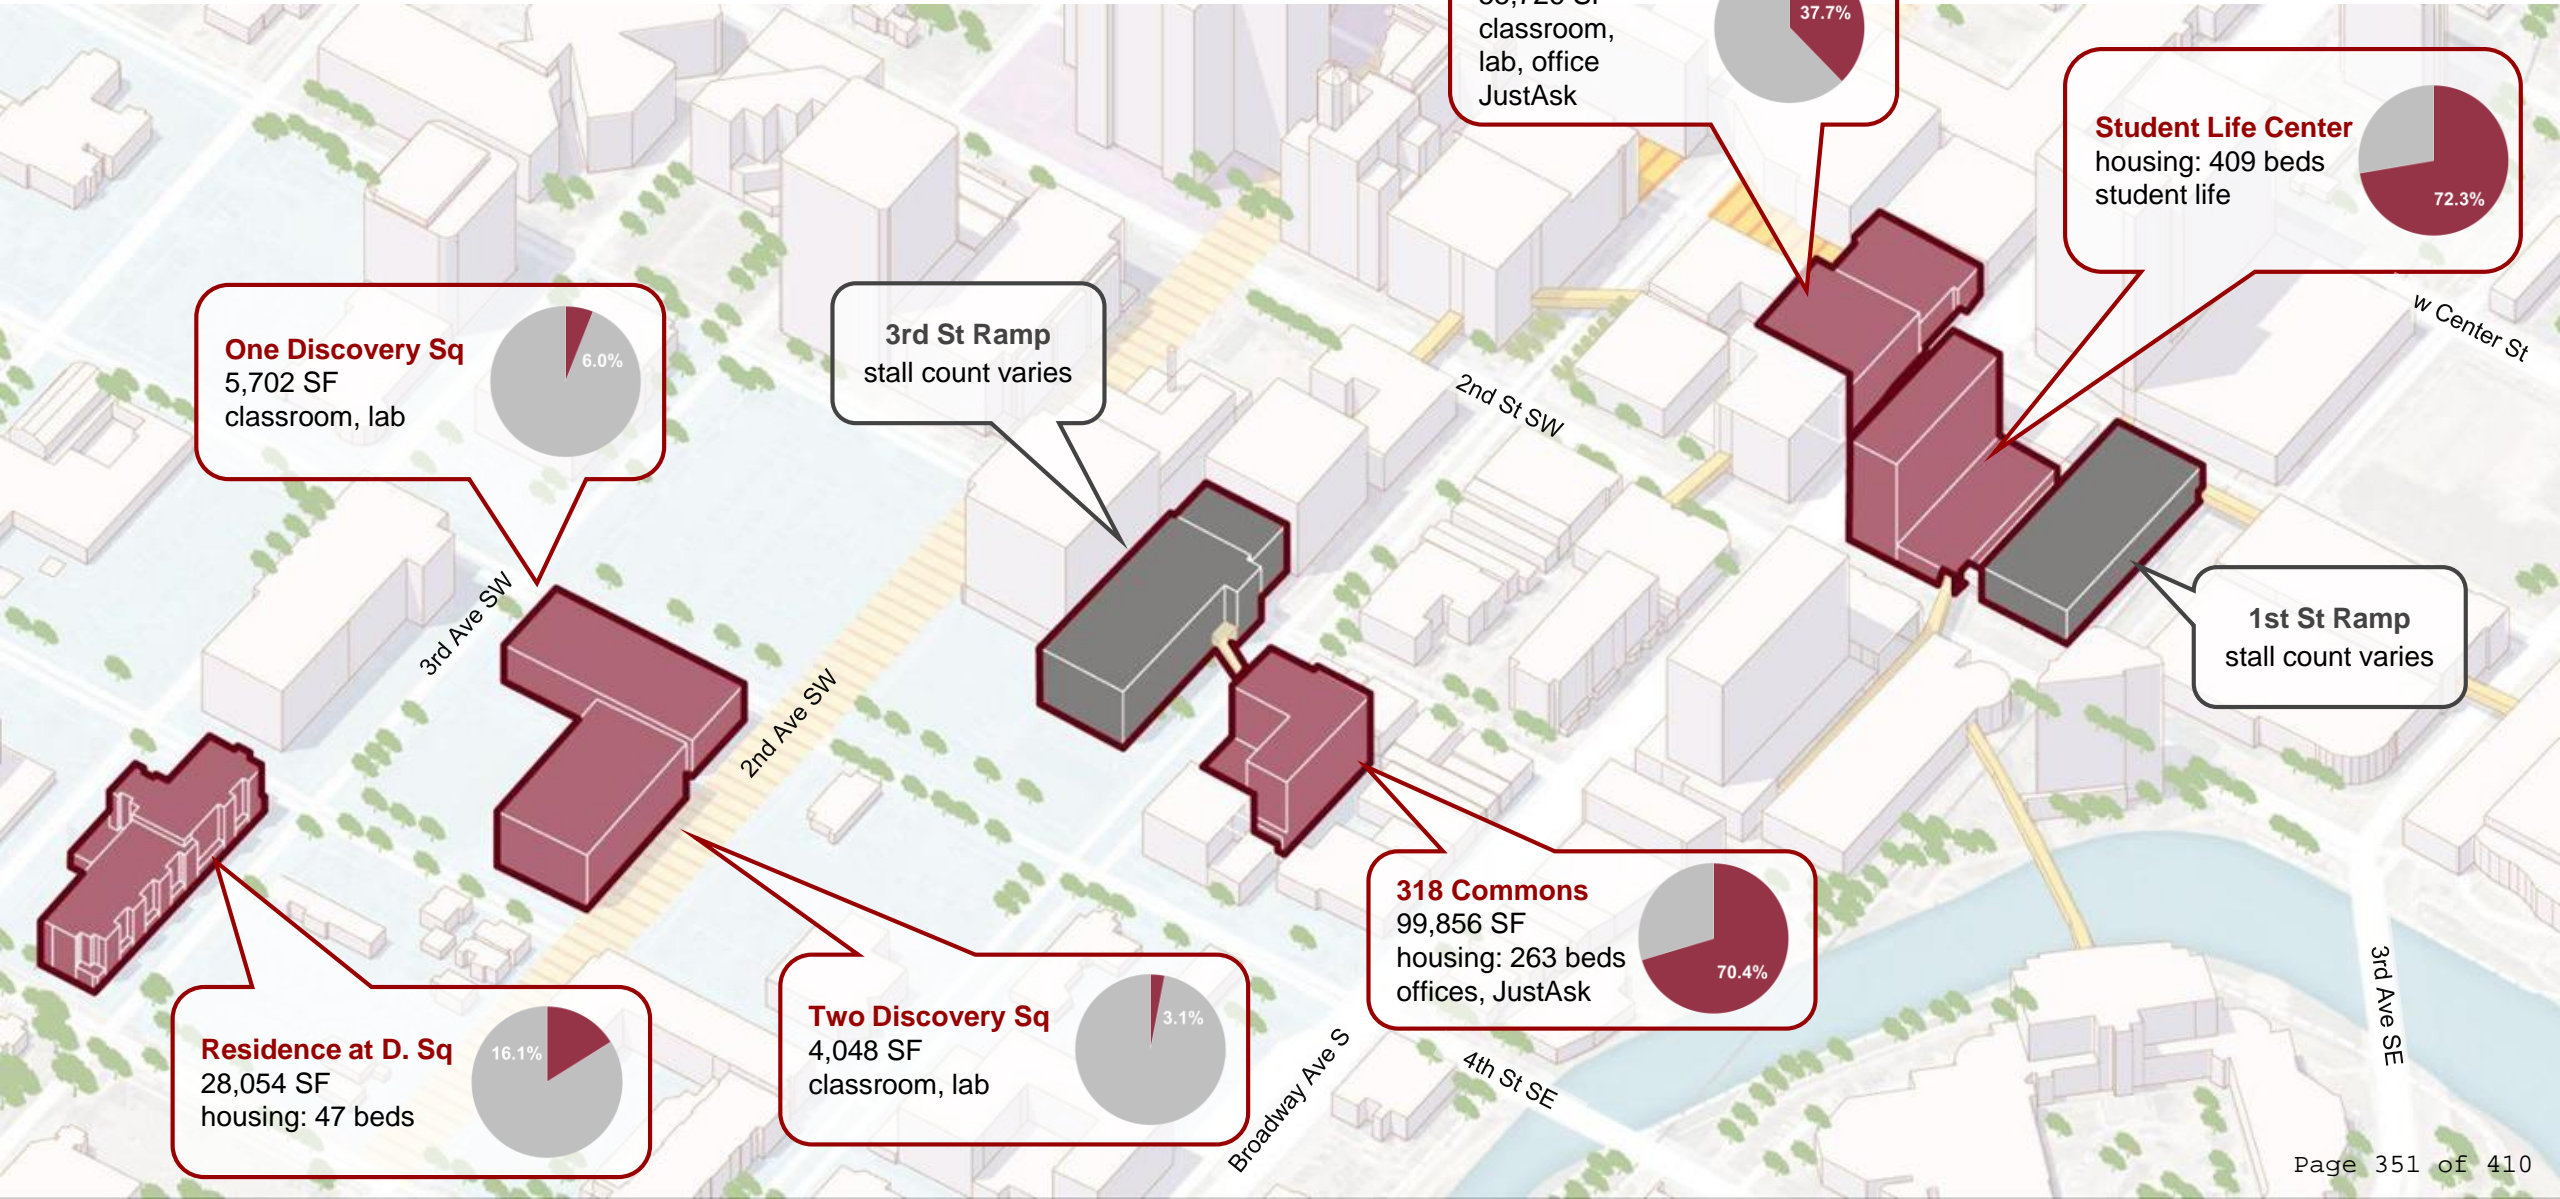 37.7%
classroom,
lab, office
JustAsk
Student Life Center
housing: 409 beds
student life
72.3%
w Center St
One Discovery Sq
5,702 SF
classroom, lab
6.0%
3rd St Ramp
stall count varies
2nd St SW
3rd Ave SW
2nd Ave SW
1st St Ramp
stall count varies
318 Commons
99,856 SF
housing: 263 beds
offices, JustAsk
70.4%
Residence at D. Sq
28,054 SF
housing: 47 beds
16.1%
Two Discovery Sq
4,048 SF
classroom, lab
3.1%
Broadway Ave S
4th St SE
3rd Ave SE
Page 351 of 410